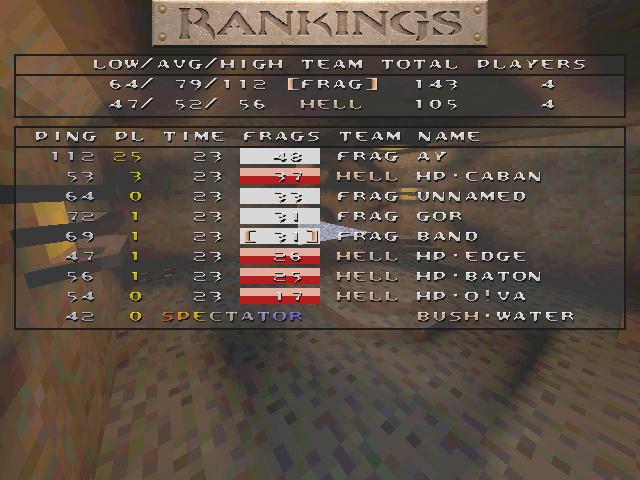 RANKINGS
LOW/AVG/HIGH TEAM TOTAL PLAYERS
64/ 79/112 [FRAG] 143 4
47/ 52/ 56 HELL 105 4
PING PL TIME FRAGS TEAM NAME
112 25 23 48 FRAG AY
53 3 23 37 HELL HP·CABAN
64 0 23 33 FRAG UNNAMED
72 1 23 31 FRAG GOR
69 1 23 [ 31] FRAG BAND
47 1 23 26 HELL HP·EDGE
56 1 23 25 HELL HP·BATON
54 0 23 17 HELL HP·O!VA
42 0 SPECTATOR BUSH·WATER